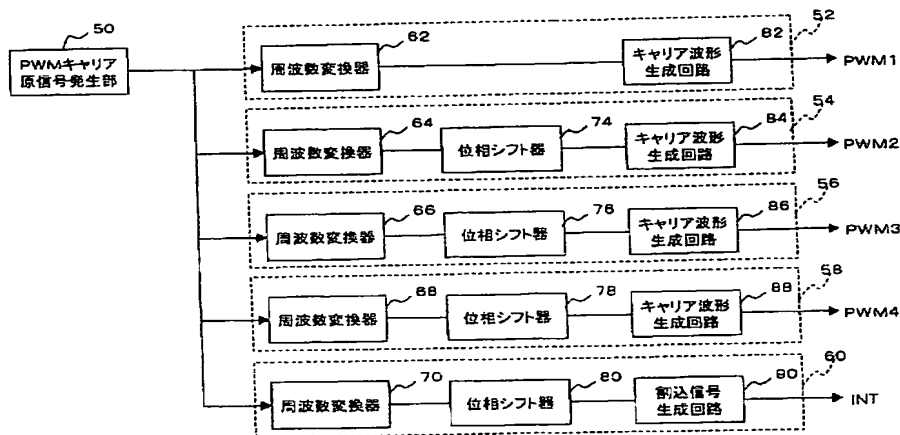 50
PWMキャリア
原信号発生部
62
周波数変換器
82
キャリア波形
生成回路
52
PWM1
64
周波数変換器
74
位相シフト器
84
キャリア波形
生成回路
54
PWM2
66
周波数変換器
76
位相シフト器
86
キャリア波形
生成回路
56
PWM3
68
周波数変換器
78
位相シフト器
88
キャリア波形
生成回路
58
PWM4
70
周波数変換器
80
位相シフト器
90
割込信号
生成回路
60
INT